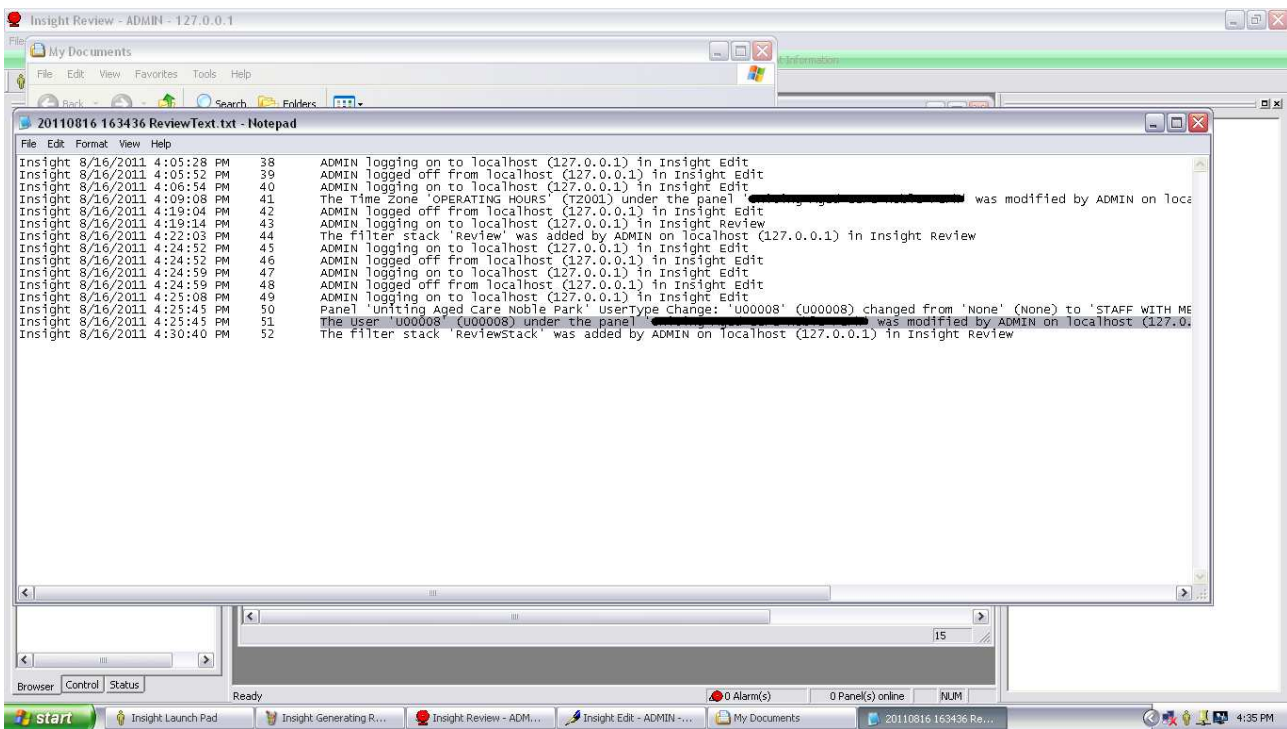 Insight Review - ADMIN - 127.0.0.1
File
My Documents
t Information
File Edit View Favorites Tools Help
Back Search Folders
20110816 163436 ReviewText.txt - Notepad
File Edit Format View Help
Insight 8/16/2011 4:05:28 PM 38 ADMIN logging on to localhost (127.0.0.1) in Insight Edit
Insight 8/16/2011 4:05:52 PM 39 ADMIN logged off from localhost (127.0.0.1) in Insight Edit
Insight 8/16/2011 4:06:54 PM 40 ADMIN logging on to localhost (127.0.0.1) in Insight Edit
Insight 8/16/2011 4:09:08 PM 41 The Time Zone 'OPERATING HOURS' (TZ001) under the panel ' was modified by ADMIN on loca
Insight 8/16/2011 4:19:04 PM 42 ADMIN logged off from localhost (127.0.0.1) in Insight Edit
Insight 8/16/2011 4:19:14 PM 43 ADMIN logging on to localhost (127.0.0.1) in Insight Review
Insight 8/16/2011 4:22:03 PM 44 The filter stack 'Review' was added by ADMIN on localhost (127.0.0.1) in Insight Review
Insight 8/16/2011 4:24:52 PM 45 ADMIN logging on to localhost (127.0.0.1) in Insight Edit
Insight 8/16/2011 4:24:52 PM 46 ADMIN logged off from localhost (127.0.0.1) in Insight Edit
Insight 8/16/2011 4:24:59 PM 47 ADMIN logging on to localhost (127.0.0.1) in Insight Edit
Insight 8/16/2011 4:24:59 PM 48 ADMIN logged off from localhost (127.0.0.1) in Insight Edit
Insight 8/16/2011 4:25:08 PM 49 ADMIN logging on to localhost (127.0.0.1) in Insight Edit
Insight 8/16/2011 4:25:45 PM 50 Panel 'Uniting Aged Care Noble Park' UserType Change: 'U00008' (U00008) changed from 'None' (None) to 'STAFF WITH ME
Insight 8/16/2011 4:25:45 PM 51 The User 'U00008' (U00008) under the panel ' was modified by ADMIN on localhost (127.0.
Insight 8/16/2011 4:30:40 PM 52 The filter stack 'ReviewStack' was added by ADMIN on localhost (127.0.0.1) in Insight Review
15
Browser Control Status
Ready 0 Alarm(s) 0 Panel(s) online NUM
start Insight Launch Pad Insight Generating R... Insight Review - ADM... Insight Edit - ADMIN -... My Documents 20110816 163436 Re... 4:35 PM